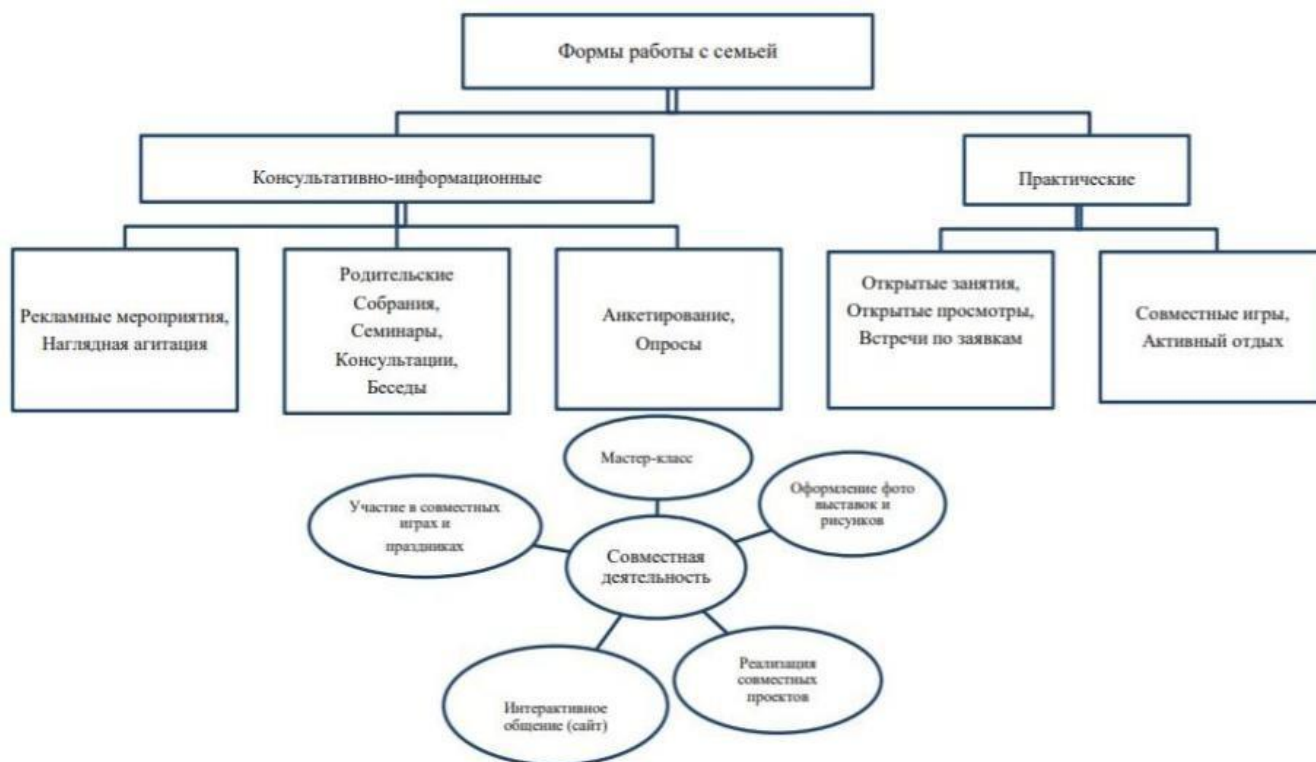 Формы работы с семьей
Консультативно-информационные
Практические
Рекламные мероприятия,
Наглядная агитация
Родительские
Собрания,
Семинары,
Консультации,
Беседы
Анкетирование,
Опросы
Открытые занятия,
Открытые просмотры,
Встречи по заявкам
Совместные игры,
Активный отдых
Мастер-класс
Участие в совместных
играх и
праздниках
Оформление фото
выставок и
рисунков
Совместная
деятельность
Интерактивное
общение (сайт)
Реализация
совместных
проектов